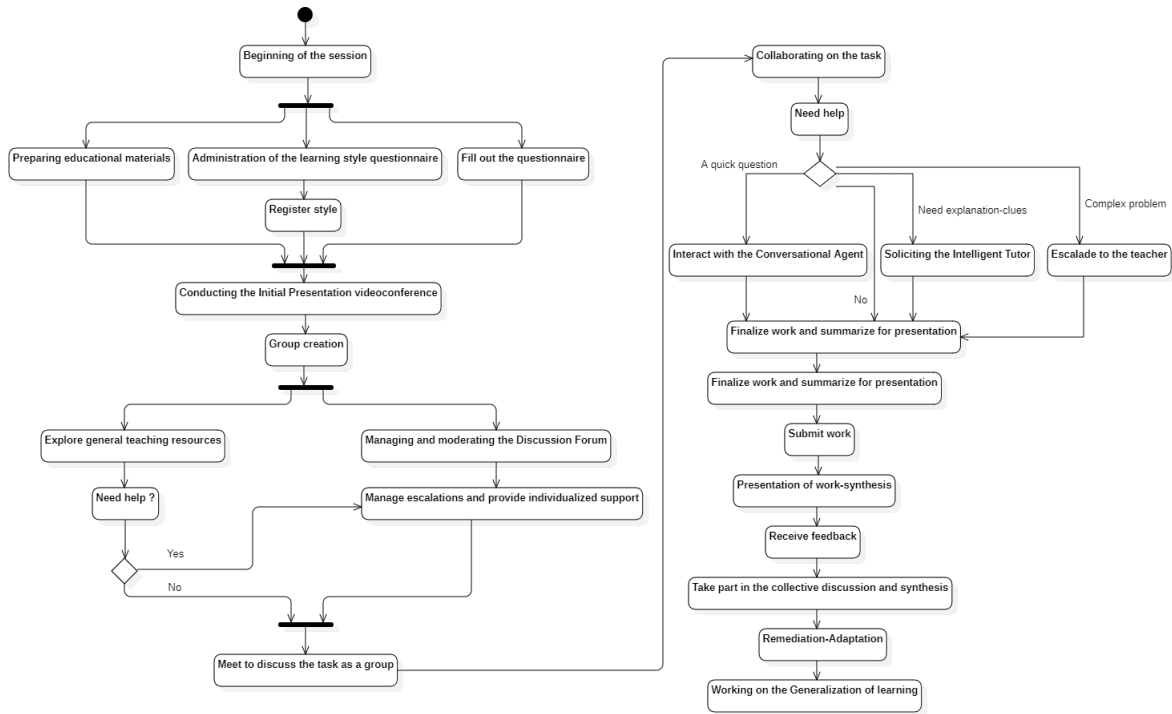 Beginning of the session
Preparing educational materials
Administration of the learning style questionnaire
Fill out the questionnaire
Register style
Conducting the Initial Presentation videoconference
Group creation
Explore general teaching resources
Managing and moderating the Discussion Forum
Need help ?
Manage escalations and provide individualized support
Yes
No
Meet to discuss the task as a group
Collaborating on the task
Need help
A quick question
Need explanation-clues
Complex problem
Interact with the Conversational Agent
Soliciting the Intelligent Tutor
Escalade to the teacher
No
Finalize work and summarize for presentation
Finalize work and summarize for presentation
Submit work
Presentation of work-synthesis
Receive feedback
Take part in the collective discussion and synthesis
Remediation-Adaptation
Working on the Generalization of learning